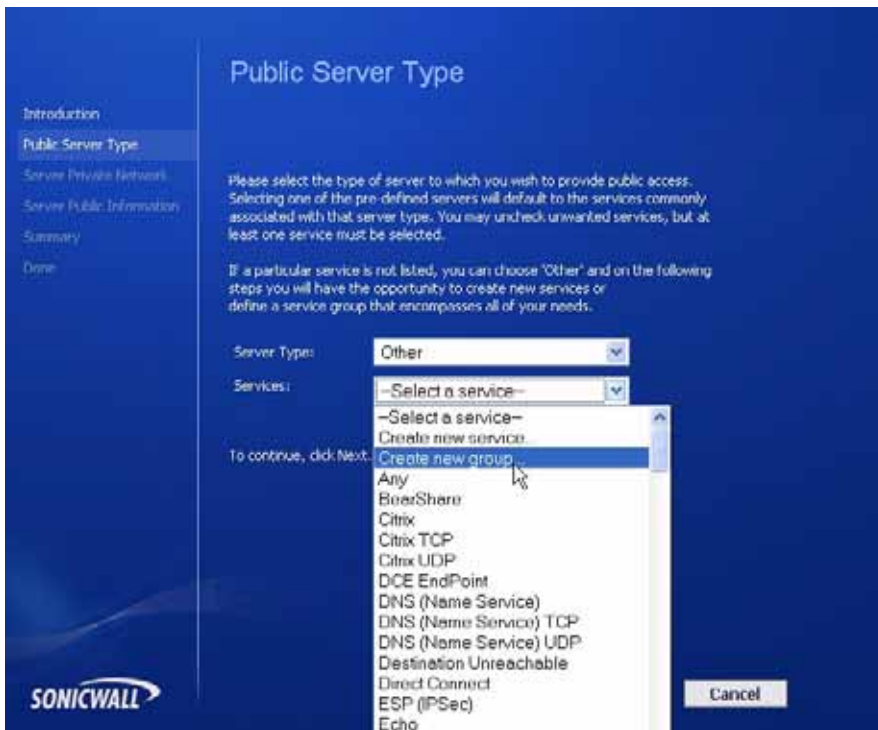 Public Server Type
Introduction
Public Server Type
Server Private Network
Server Public Information
Summary
Done
Please select the type of server to which you wish to provide public access.
Selecting one of the pre-defined servers will default to the services commonly
associated with that server type. You may uncheck unwanted services, but at
least one service must be selected.
If a particular service is not listed, you can choose 'Other' and on the following
steps you will have the opportunity to create new services or
define a service group that encompasses all of your needs.
Server Type: Other
Services: --Select a service--
--Select a service--
Create new service...
To continue, click Next. Create new group...
Any
BearShare
Citrix
Citrix TCP
Citrix UDP
DCE EndPoint
DNS (Name Service)
DNS (Name Service) TCP
DNS (Name Service) UDP
Destination Unreachable
Direct Connect
ESP (IPSec)
Echo
SONICWALL
Cancel